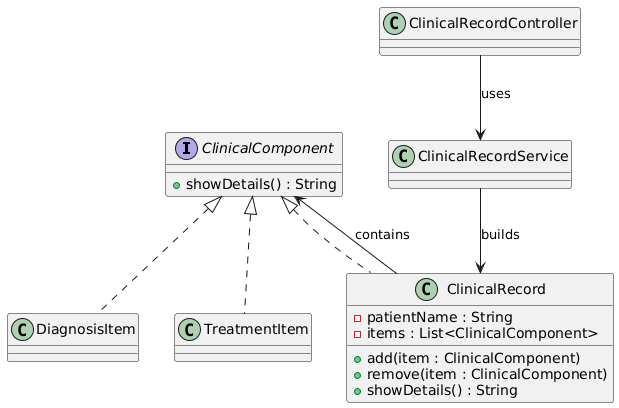 C ClinicalRecordController
uses
I ClinicalComponent
showDetails() : String
C ClinicalRecordService
contains
builds
C DiagnosisItem
C TreatmentItem
C ClinicalRecord
patientName : String
items : List<ClinicalComponent>
add(item : ClinicalComponent)
remove(item : ClinicalComponent)
showDetails() : String